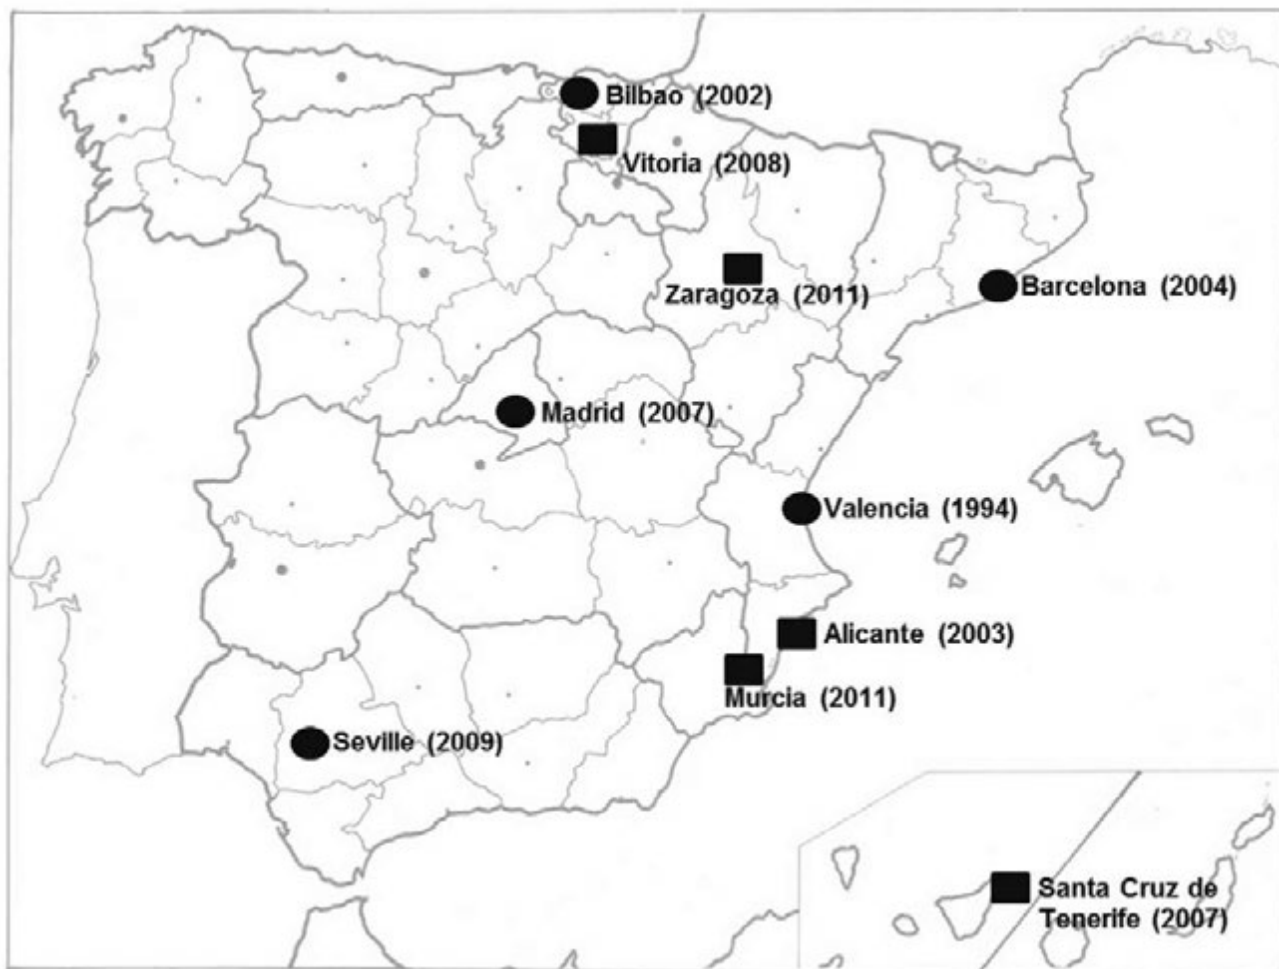 Bilbao (2002)
Vitoria (2008)
Zaragoza (2011)
Barcelona (2004)
Madrid (2007)
Valencia (1994)
Alicante (2003)
Murcia (2011)
Seville (2009)
Santa Cruz de
Tenerife (2007)